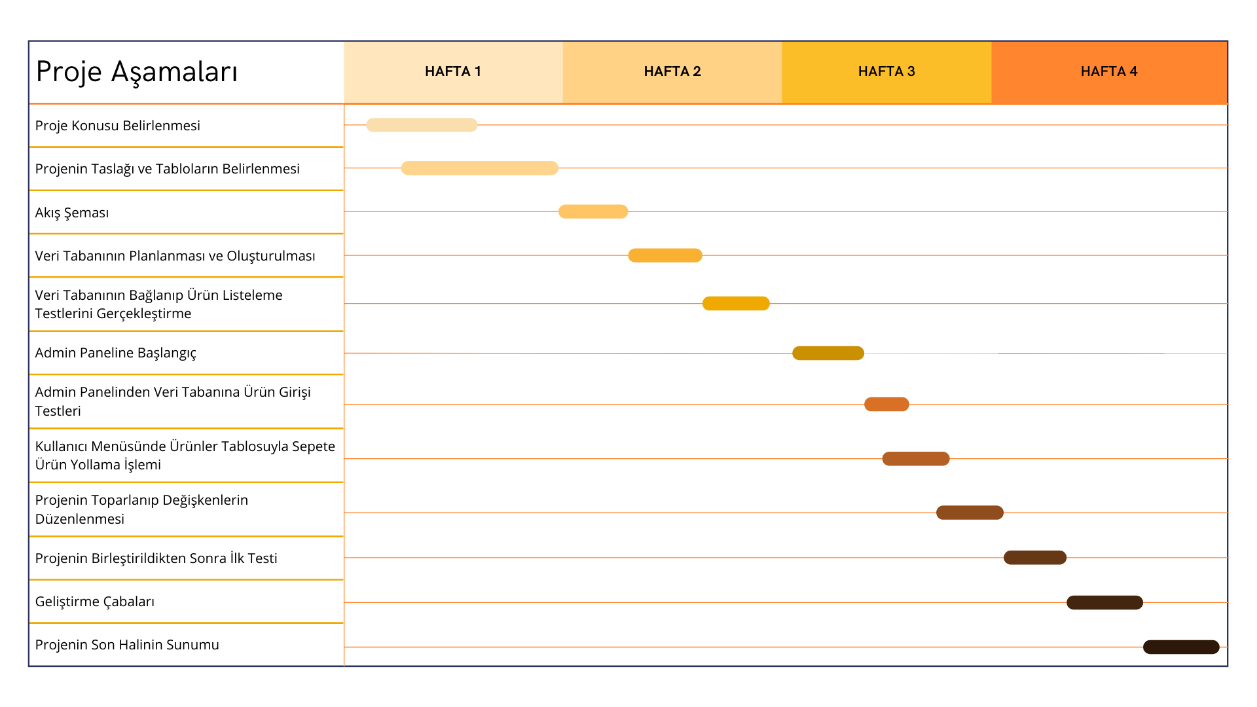 Proje Aşamaları
HAFTA 1
HAFTA 2
HAFTA 3
HAFTA 4
Proje Konusu Belirlenmesi
Projenin Taslağı ve Tabloların Belirlenmesi
Akış Şeması
Veri Tabanının Planlanması ve Oluşturulması
Veri Tabanının Bağlanıp Ürün Listeleme
Testlerini Gerçekleştirme
Admin Paneline Başlangıç
Admin Panelinden Veri Tabanına Ürün Girişi
Testleri
Kullanıcı Menüsünde Ürünler Tablosuyla Sepete
Ürün Yollama İşlemi
Projenin Toparlanıp Değişkenlerin
Düzenlenmesi
Projenin Birleştirildikten Sonra İlk Testi
Geliştirme Çabaları
Projenin Son Halinin Sunumu